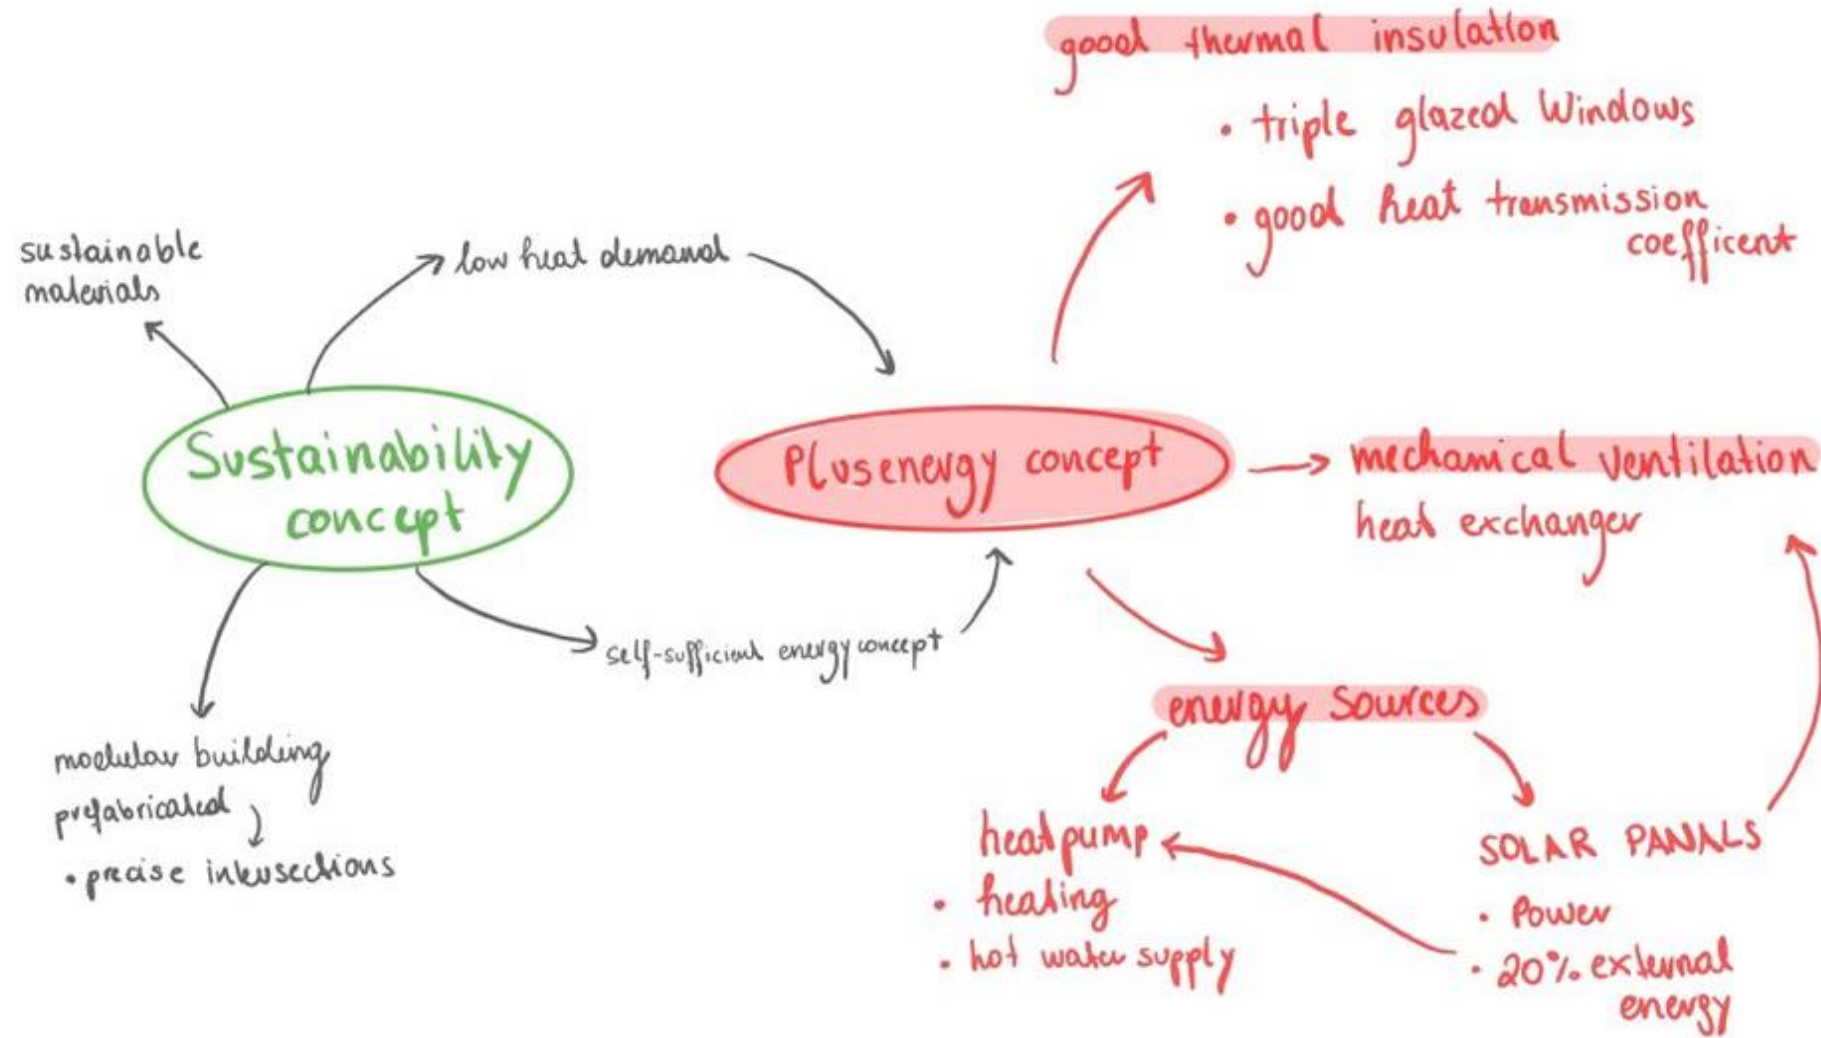 good thermal insulation
• triple glazed Windows
• good heat transmission
coefficent
sustainable
materials
low heat demand
Sustainability
concept
Plusenergy concept
mechanical ventilation
heat exchanger
self-sufficient energy concept
energy Sources
modular building
prefabricated
• precise intersections
heatpump
• heating
• hot water supply
SOLAR PANALS
• Power
• 20% external
energy